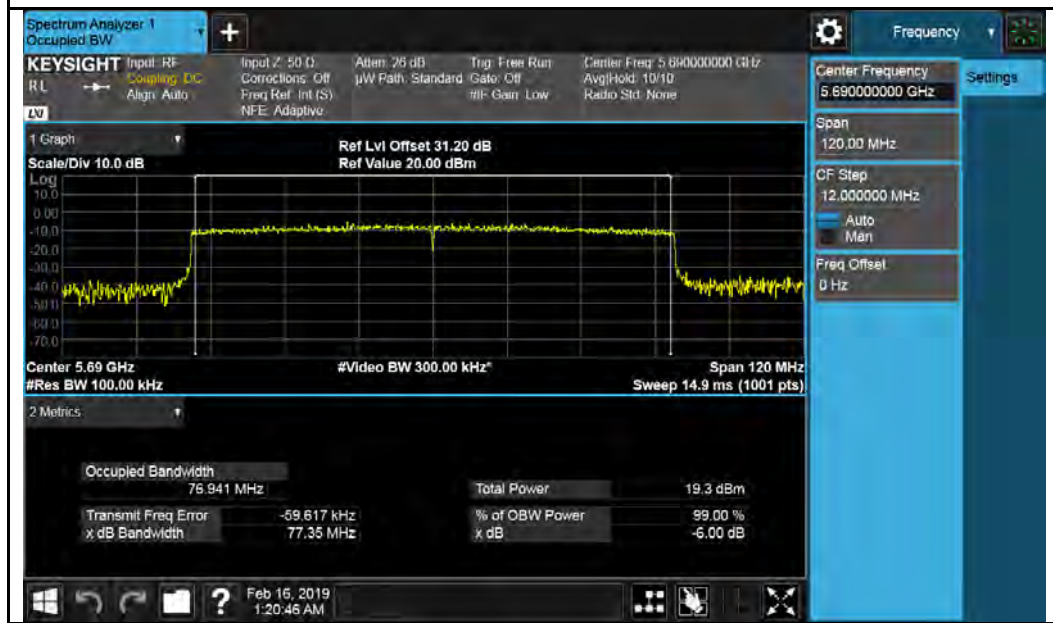 Spectrum Analyzer 1
Occupied BW
+
Frequency
KEYSIGHT
RL
LXI
Input: RF
Coupling: DC
Align: Auto
Input Z: 50 Ω
Corrections: Off
Freq Ref: Int (S)
NFE: Adaptive
Atten: 26 dB
µW Path: Standard
Trig: Free Run
Gate: Off
#IF Gain: Low
Center Freq: 5.690000000 GHz
Avg|Hold: 10/10
Radio Std: None
Center Frequency
5.690000000 GHz
Settings
Span
120.00 MHz
CF Step
12.000000 MHz
Auto
Man
Freq Offset
0 Hz
1 Graph
Scale/Div 10.0 dB
Ref Lvl Offset 31.20 dB
Ref Value 20.00 dBm
Log
10.0
0.00
-10.0
-20.0
-30.0
-40.0
-50.0
-60.0
-70.0
Center 5.69 GHz
#Video BW 300.00 kHz*
Span 120 MHz
#Res BW 100.00 kHz
Sweep 14.9 ms (1001 pts)
2 Metrics
Occupied Bandwidth
76.941 MHz
Total Power 19.3 dBm
Transmit Freq Error -59.617 kHz
% of OBW Power 99.00 %
x dB Bandwidth 77.35 MHz
x dB -6.00 dB
?
Feb 16, 2019
1:20:46 AM